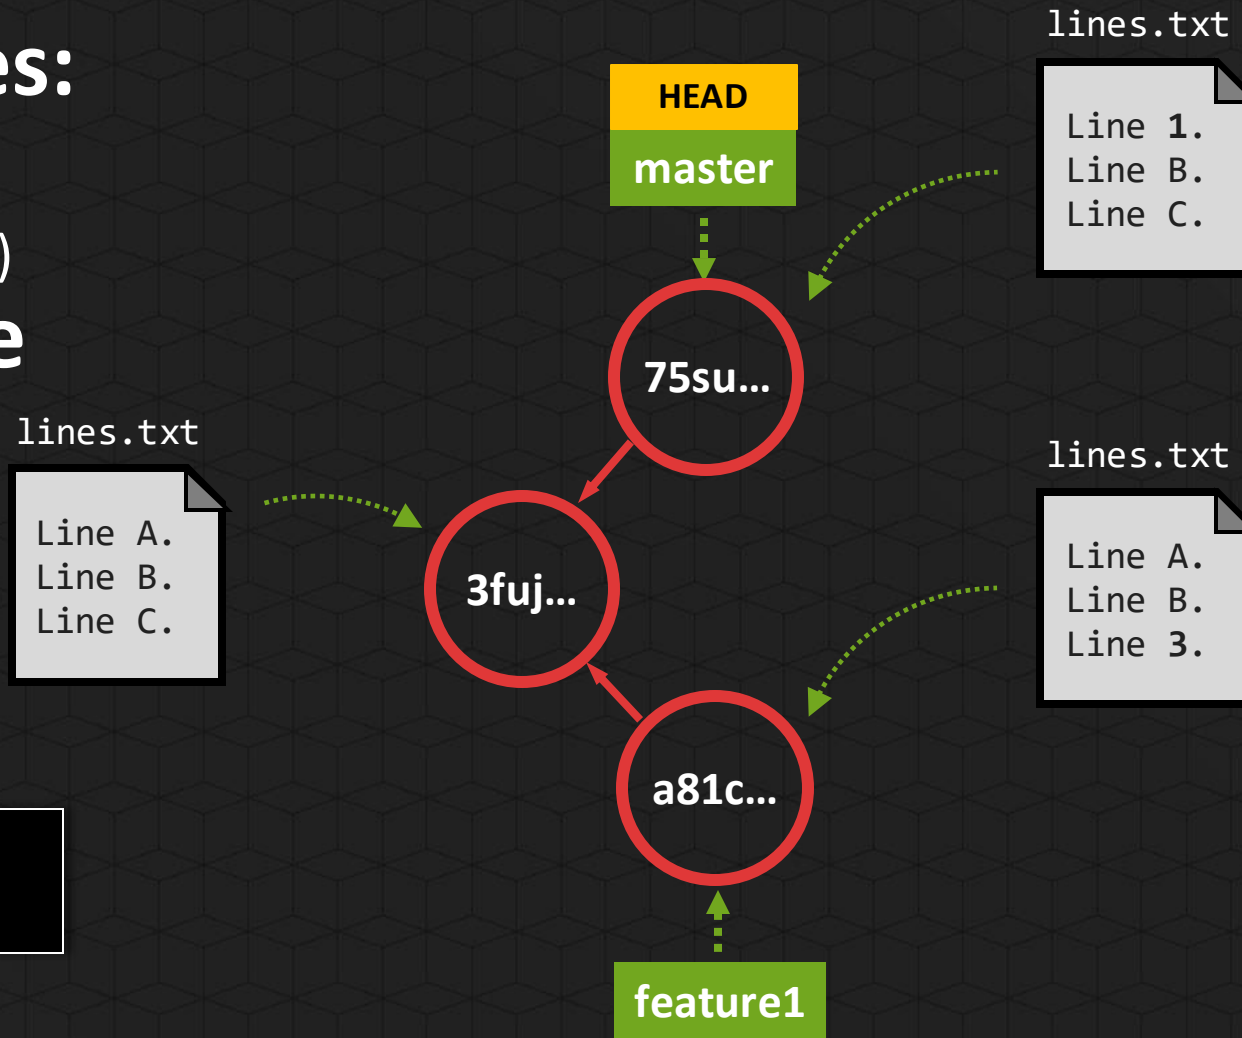 es:
)
e
lines.txt
Line A.
Line B.
Line C.
HEAD
master
75su...
3fuj...
a81c...
feature1
lines.txt
Line 1.
Line B.
Line C.
lines.txt
Line A.
Line B.
Line 3.